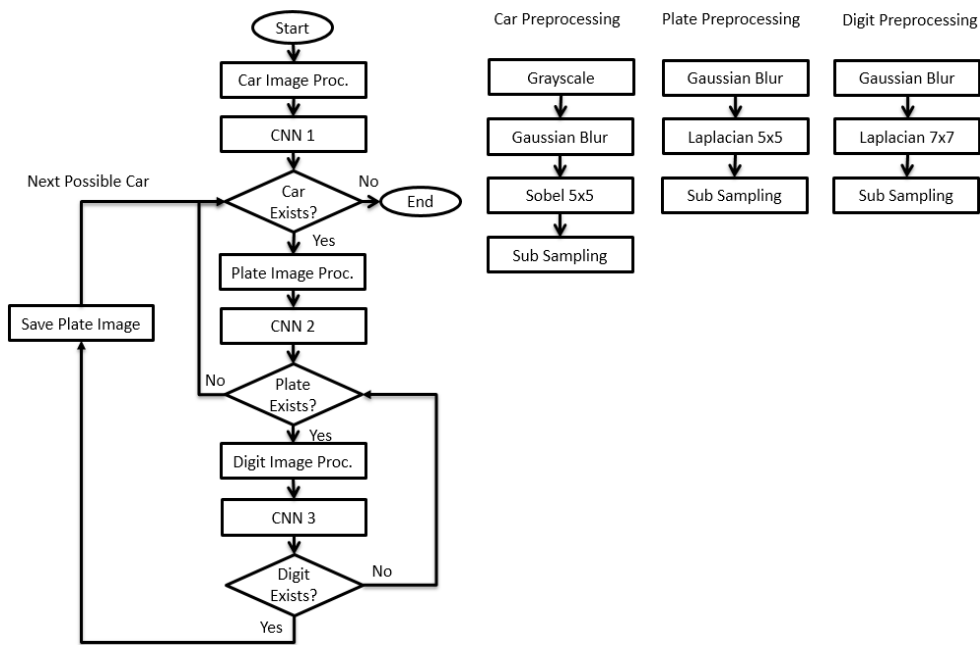 Start
Car Image Proc.
CNN 1
Next Possible Car
Car
Exists?
No
End
Yes
Plate Image Proc.
Save Plate Image
CNN 2
No
Plate
Exists?
Yes
Digit Image Proc.
CNN 3
Digit
Exists?
No
Yes
Car Preprocessing
Grayscale
Gaussian Blur
Sobel 5x5
Sub Sampling
Plate Preprocessing
Gaussian Blur
Laplacian 5x5
Sub Sampling
Digit Preprocessing
Gaussian Blur
Laplacian 7x7
Sub Sampling